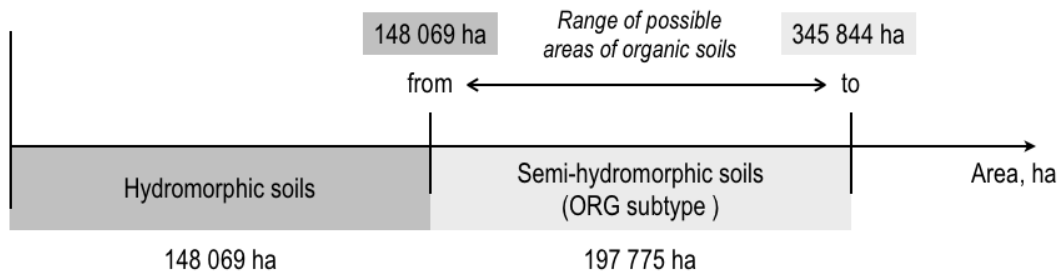 148 069 ha
Range of possible
areas of organic soils
345 844 ha
from
to
Hydromorphic soils
Semi-hydromorphic soils
(ORG subtype )
Area, ha
148 069 ha
197 775 ha